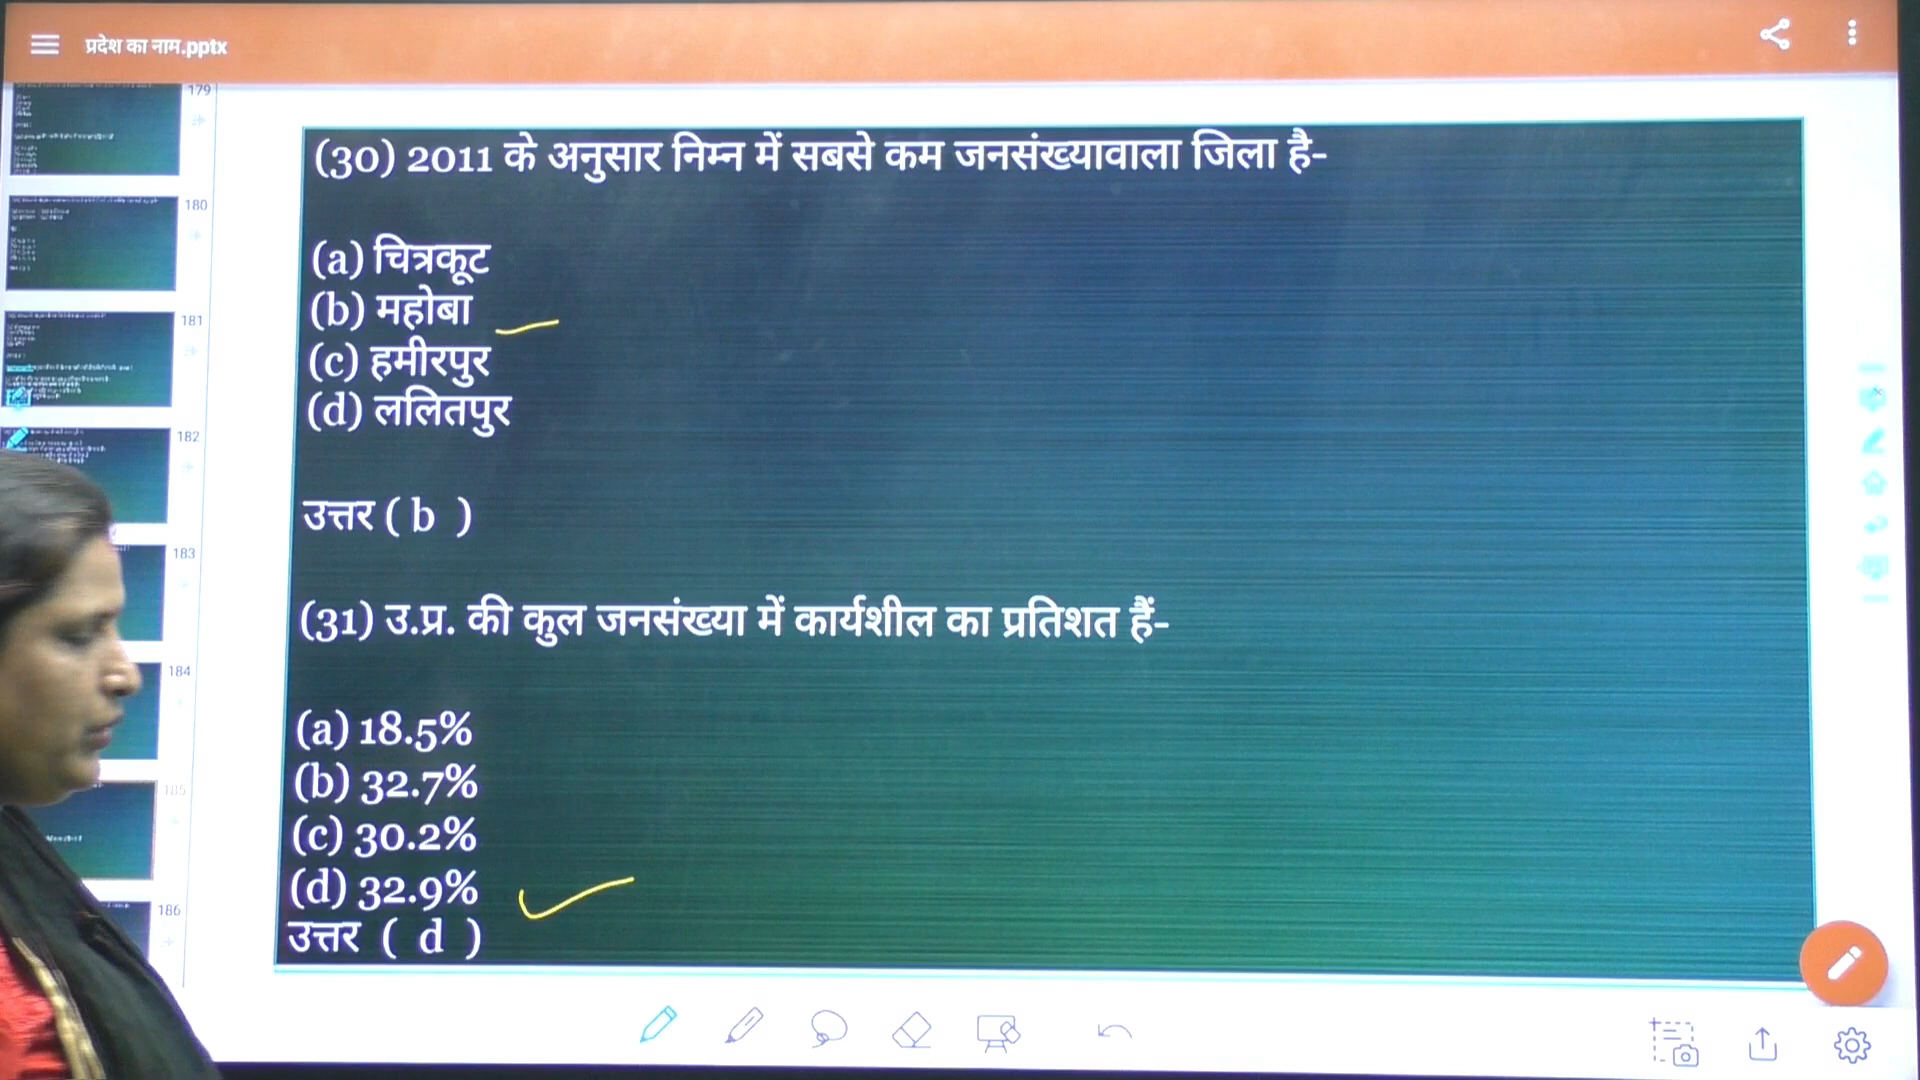 प्रदेश का नाम.pptx
179
180
181
182
183
184
185
186
(30) 2011 के अनुसार निम्न में सबसे कम जनसंख्यावाला जिला है-
(a) चित्रकूट
(b) महोबा
(c) हमीरपुर
(d) ललितपुर
उत्तर ( b )
(31) उ.प्र. की कुल जनसंख्या में कार्यशील का प्रतिशत हैं-
(a) 18.5%
(b) 32.7%
(c) 30.2%
(d) 32.9%
उत्तर ( d )